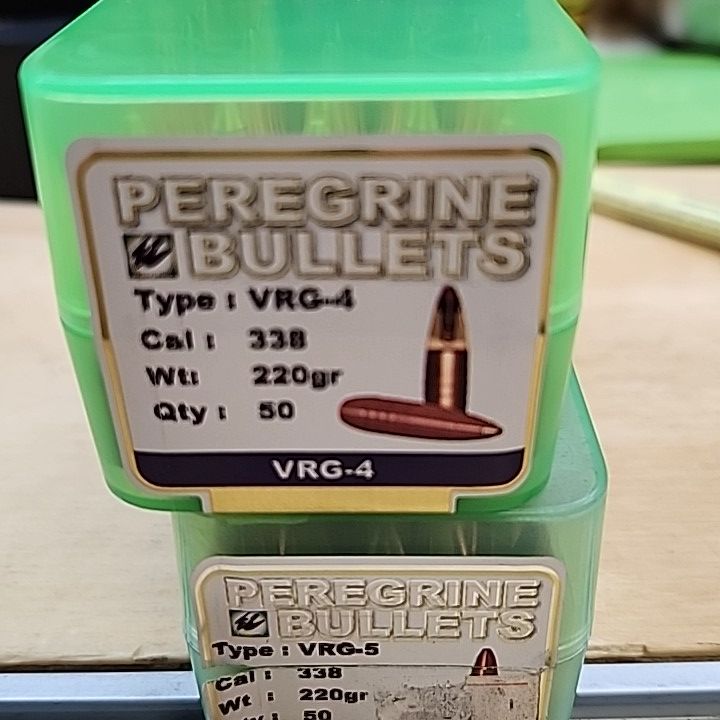 PEREGRINE
BULLETS
Type : VRG-4
Cal : 338
Wt: 220gr
Qty : 50
VRG-4
PEREGRINE
BULLETS
Type : VRG-5
Cal : 338
Wt : 220gr
50